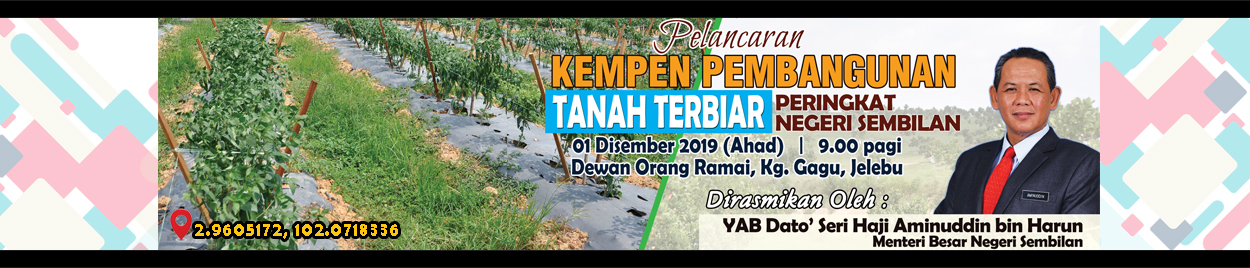 Pelancaran
KEMPEN PEMBANGUNAN
TANAH TERBIAR
PERINGKAT
NEGERI SEMBILAN
01 Disember 2019 (Ahad) | 9.00 pagi
Dewan Orang Ramai, Kg. Gagu, Jelebu
Dirasmikan Oleh :
YAB Dato' Seri Haji Aminuddin bin Harun
Menteri Besar Negeri Sembilan
2.9605172, 102.0718336
AMINUDDIN